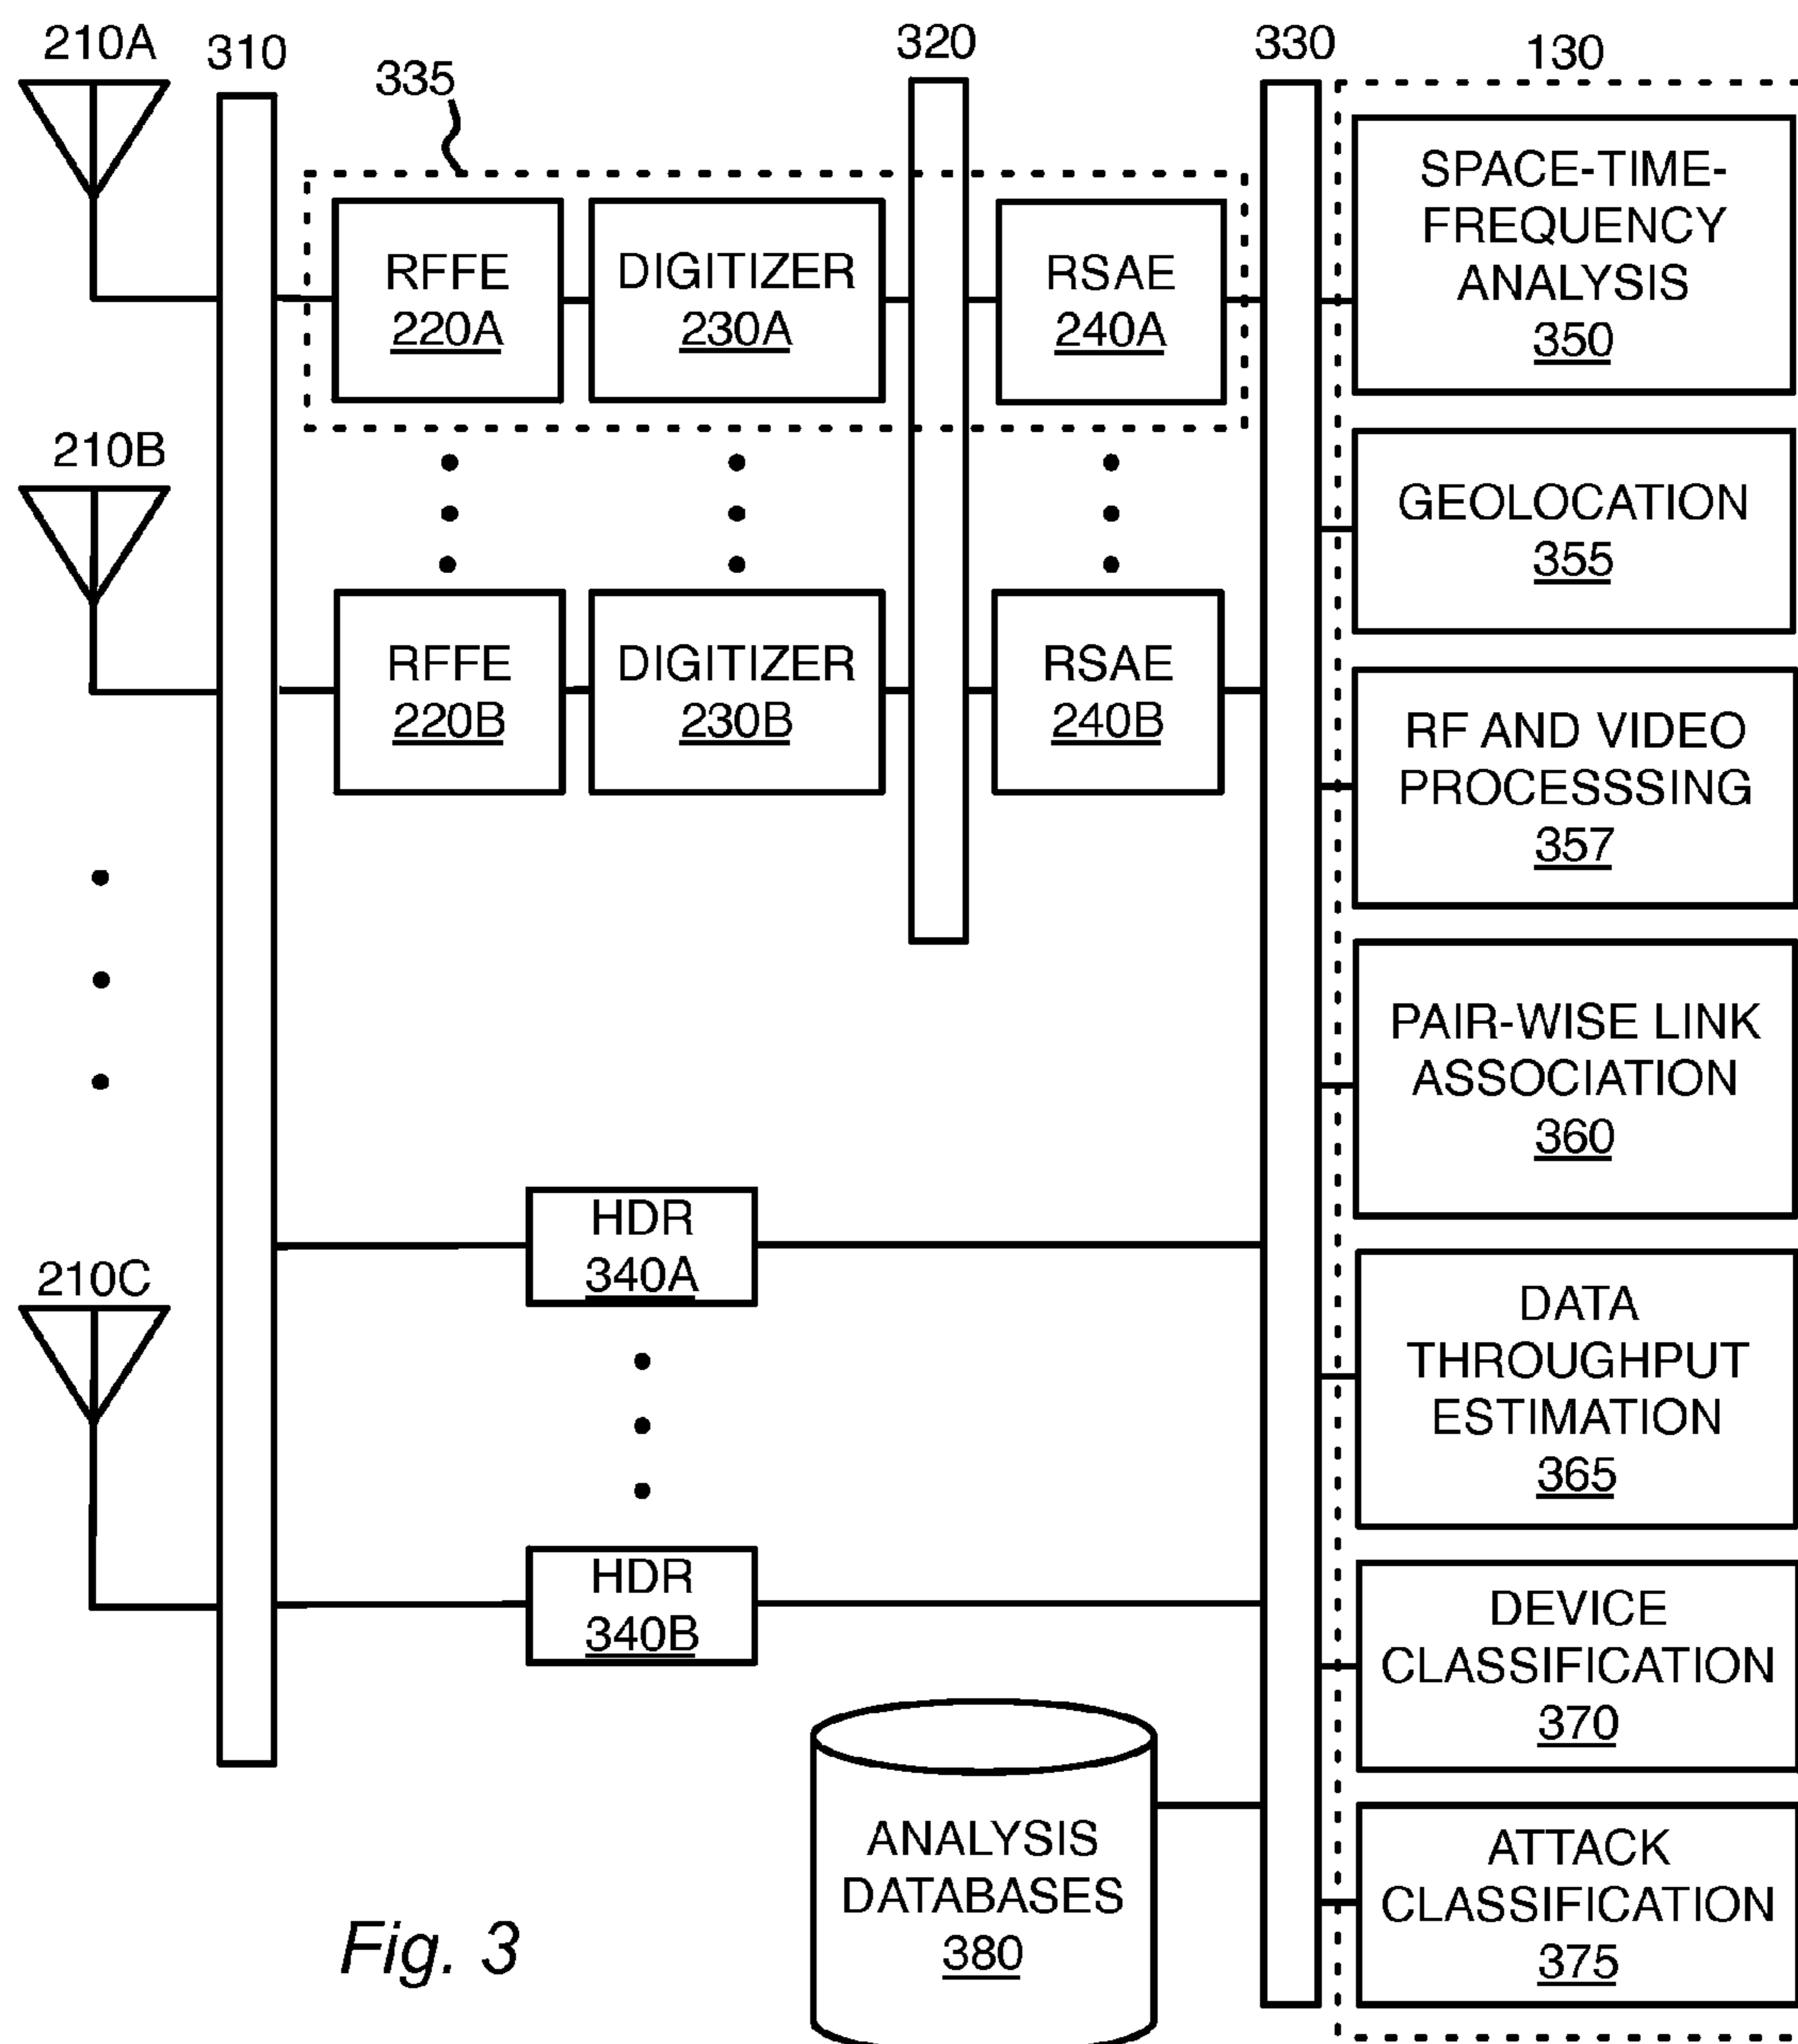 210A
310
335
320
330
130
RFFE
220A
DIGITIZER
230A
RSAE
240A
SPACE-TIME-
FREQUENCY
ANALYSIS
350
210B
GEOLOCATION
355
RFFE
220B
DIGITIZER
230B
RSAE
240B
RF AND VIDEO
PROCESSSING
357
PAIR-WISE LINK
ASSOCIATION
360
210C
HDR
340A
DATA
THROUGHPUT
ESTIMATION
365
HDR
340B
DEVICE
CLASSIFICATION
370
ANALYSIS
DATABASES
380
ATTACK
CLASSIFICATION
375
Fig. 3